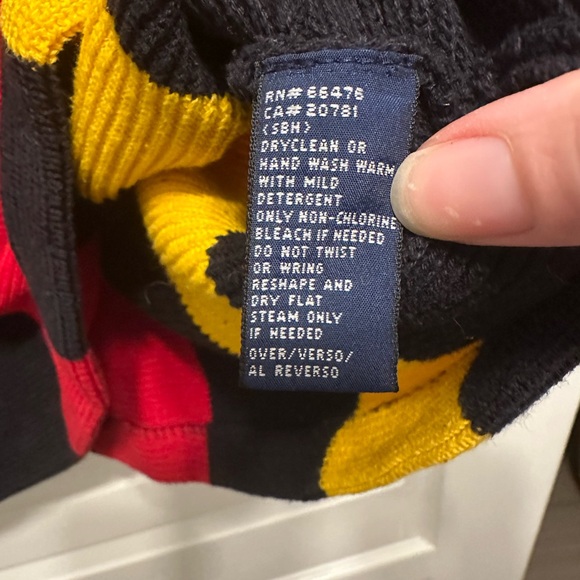 RN# 66476
CA# 20781
<SBH>
DRYCLEAN OR
HAND WASH WARM
WITH MILD
DETERGENT
ONLY NON-CHLORINE
BLEACH IF NEEDED
DO NOT TWIST
OR WRING
RESHAPE AND
DRY FLAT
STEAM ONLY
IF NEEDED
OVER/VERSO/
AL REVERSO